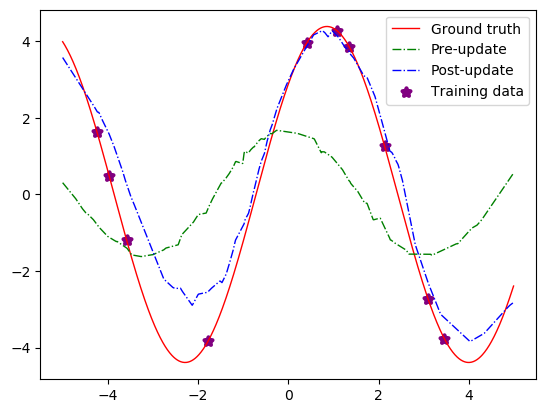 Ground truth
Pre-update
Post-update
Training data
4
2
0
−2
−4
−4 −2 0 2 4